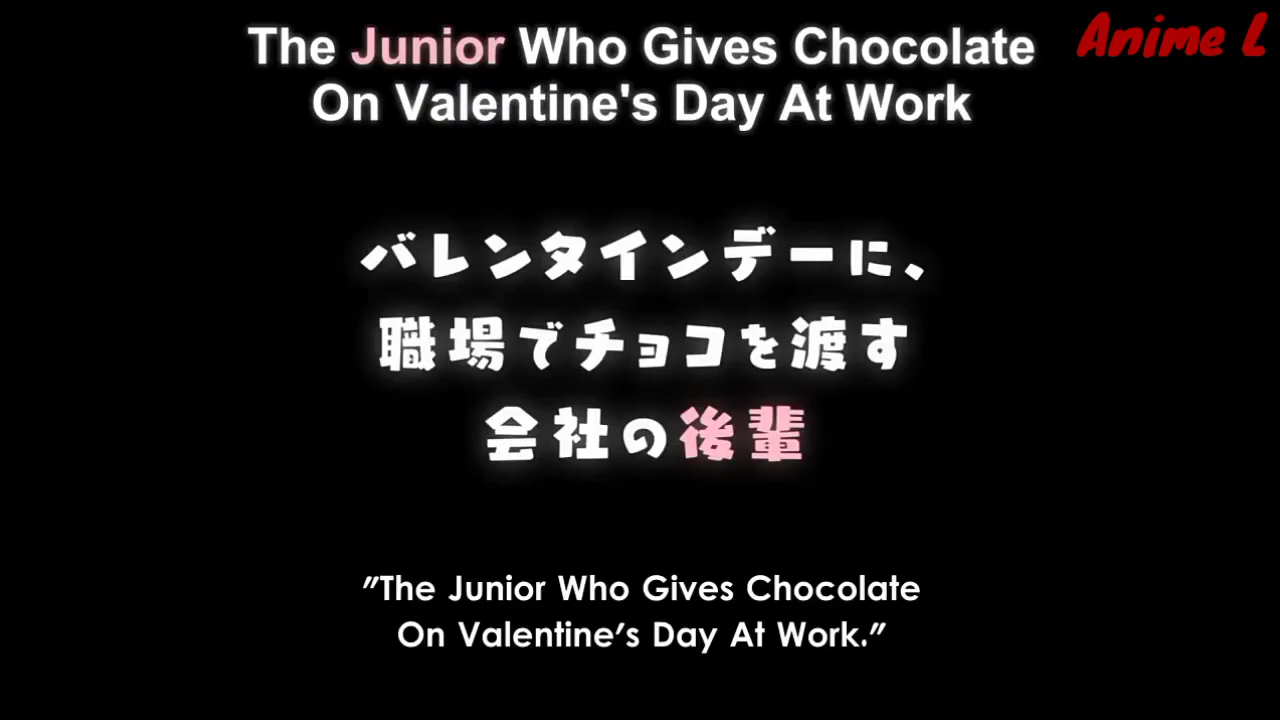 The Junior Who Gives Chocolate
On Valentine's Day At Work
Anime L
バレンタインデーに、
職場でチョコを渡す
会社の後輩
"The Junior Who Gives Chocolate
On Valentine's Day At Work."